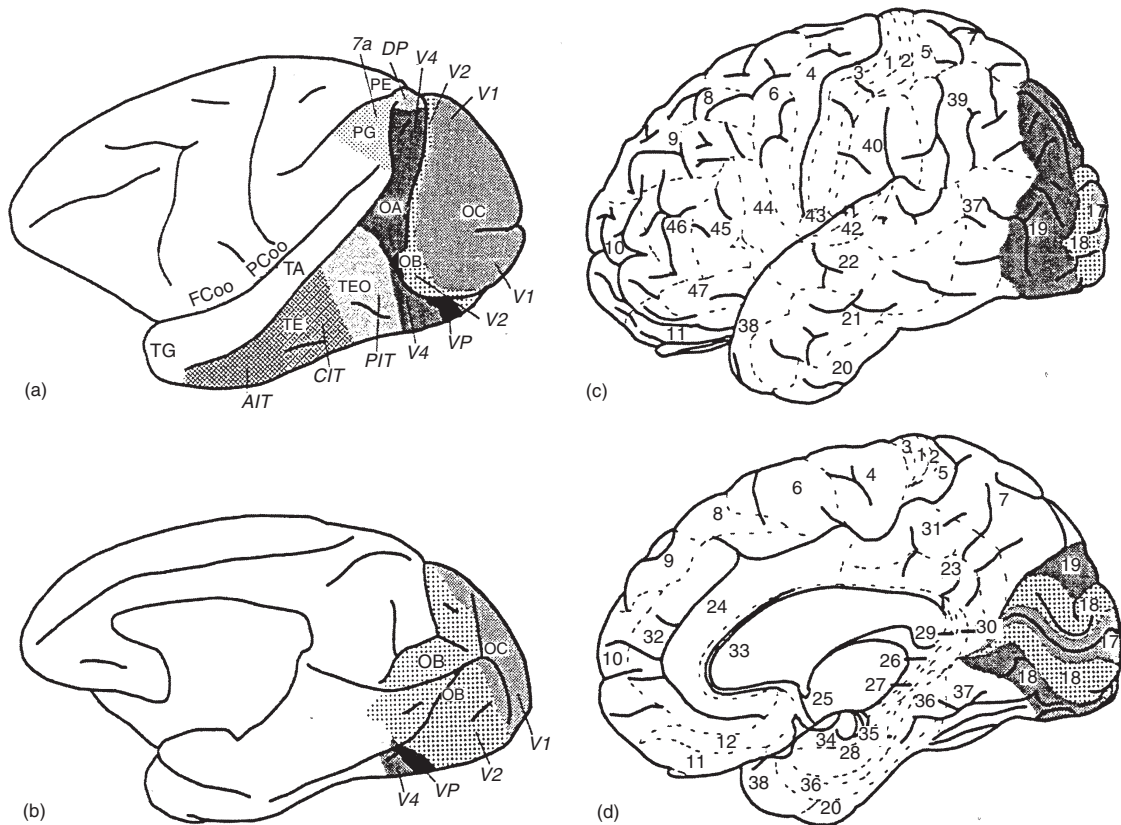 7a DP V4 V2 V1
PE
PG
OA OC
OB
PCoo
TA
FCoo
TEO
TE
TG
V1
V2
VP
V4
PIT
CIT
AIT
(a)
4 3 1 2 5 7
8 6
39
9
40
46 45 44 43 41 42
37
10
19 18 17
22
47
21
38
11
20
(c)
OB OC
OB
V1
V2
VP
V4
(b)
3 1 2
4 5
6 7
8
31
9
23
19
24
18
32 29 30 17
33
10
26
27 18 18
25 36 37
34 35
12 28
11
38 36
20
(d)